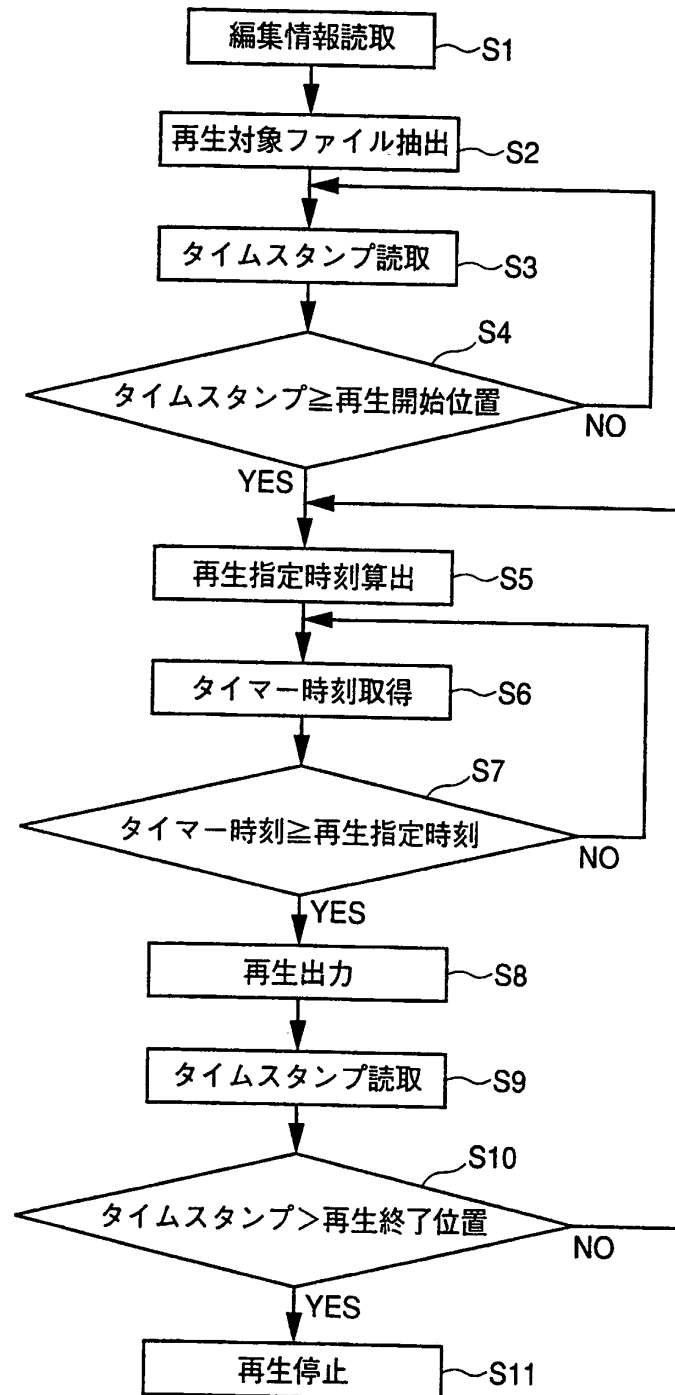 編集情報読取
S1
再生対象ファイル抽出
S2
タイムスタンプ読取
S3
S4
タイムスタンプ≧再生開始位置
NO
YES
再生指定時刻算出
S5
タイマー時刻取得
S6
S7
タイマー時刻≧再生指定時刻
NO
YES
再生出力
S8
タイムスタンプ読取
S9
S10
タイムスタンプ>再生終了位置
NO
YES
再生停止
S11